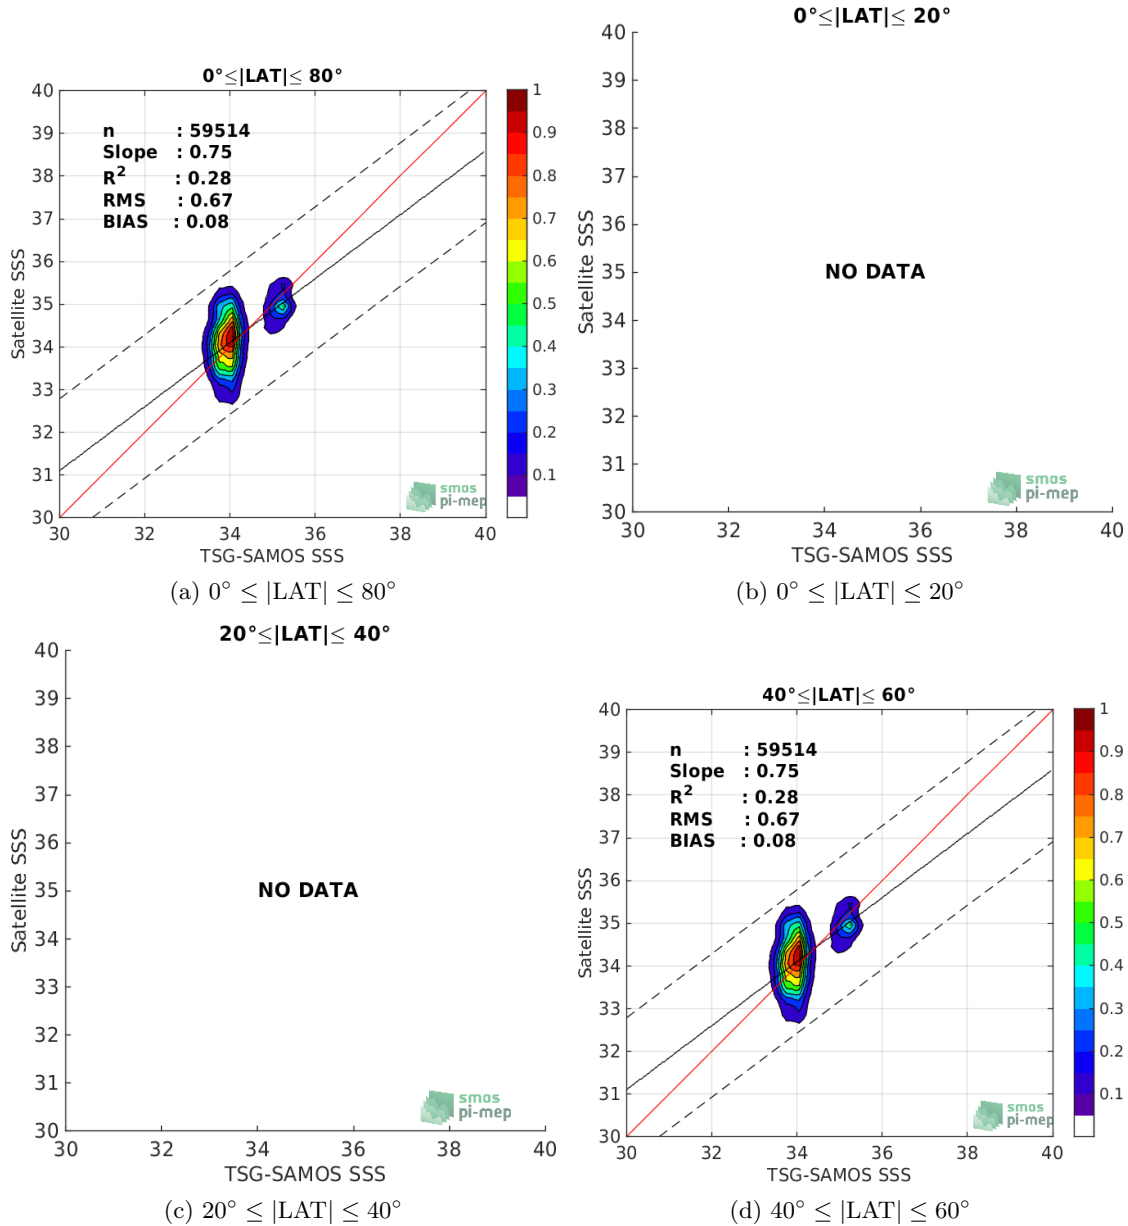 0°≤|LAT|≤ 80°
40
39
38
37
36
35
34
33
32
31
30
Satellite SSS
n : 59514
Slope : 0.75
R² : 0.28
RMS : 0.67
BIAS : 0.08
1
0.9
0.8
0.7
0.6
0.5
0.4
0.3
0.2
0.1
smos
pi-mep
30 32 34 36 38 40
TSG-SAMOS SSS
(a) 0° ≤ |LAT| ≤ 80°
0°≤|LAT|≤ 20°
40
39
38
37
36
35
34
33
32
31
30
Satellite SSS
NO DATA
smos
pi-mep
30 32 34 36 38 40
TSG-SAMOS SSS
(b) 0° ≤ |LAT| ≤ 20°
20°≤|LAT|≤ 40°
40
39
38
37
36
35
34
33
32
31
30
Satellite SSS
NO DATA
smos
pi-mep
30 32 34 36 38 40
TSG-SAMOS SSS
(c) 20° ≤ |LAT| ≤ 40°
40°≤|LAT|≤ 60°
40
39
38
37
36
35
34
33
32
31
30
Satellite SSS
n : 59514
Slope : 0.75
R² : 0.28
RMS : 0.67
BIAS : 0.08
1
0.9
0.8
0.7
0.6
0.5
0.4
0.3
0.2
0.1
smos
pi-mep
30 32 34 36 38 40
TSG-SAMOS SSS
(d) 40° ≤ |LAT| ≤ 60°